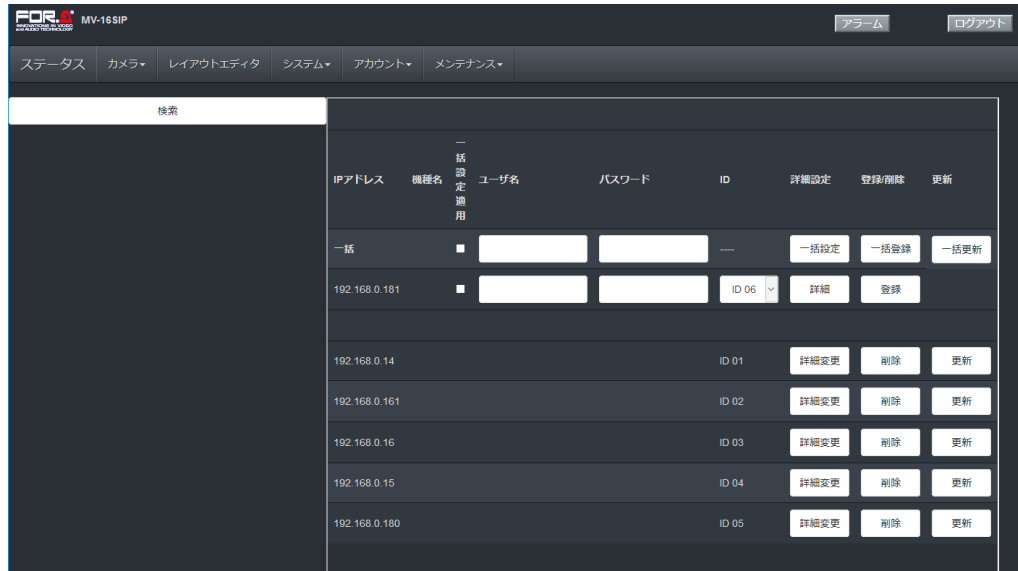 FOR.A MV-16SIP アラーム ログアウト
INNOVATIONS IN VIDEO
and AUDIO TECHNOLOGY
ステータス カメラ レイアウトエディタ システム アカウント メンテナンス
検索
IPアドレス 機種名 一括設定適用 ユーザ名 パスワード ID 詳細設定 登録/削除 更新
一括 ---- 一括設定 一括登録 一括更新
192.168.0.181 ID 06 詳細 登録
192.168.0.14 ID 01 詳細変更 削除 更新
192.168.0.161 ID 02 詳細変更 削除 更新
192.168.0.16 ID 03 詳細変更 削除 更新
192.168.0.15 ID 04 詳細変更 削除 更新
192.168.0.180 ID 05 詳細変更 削除 更新